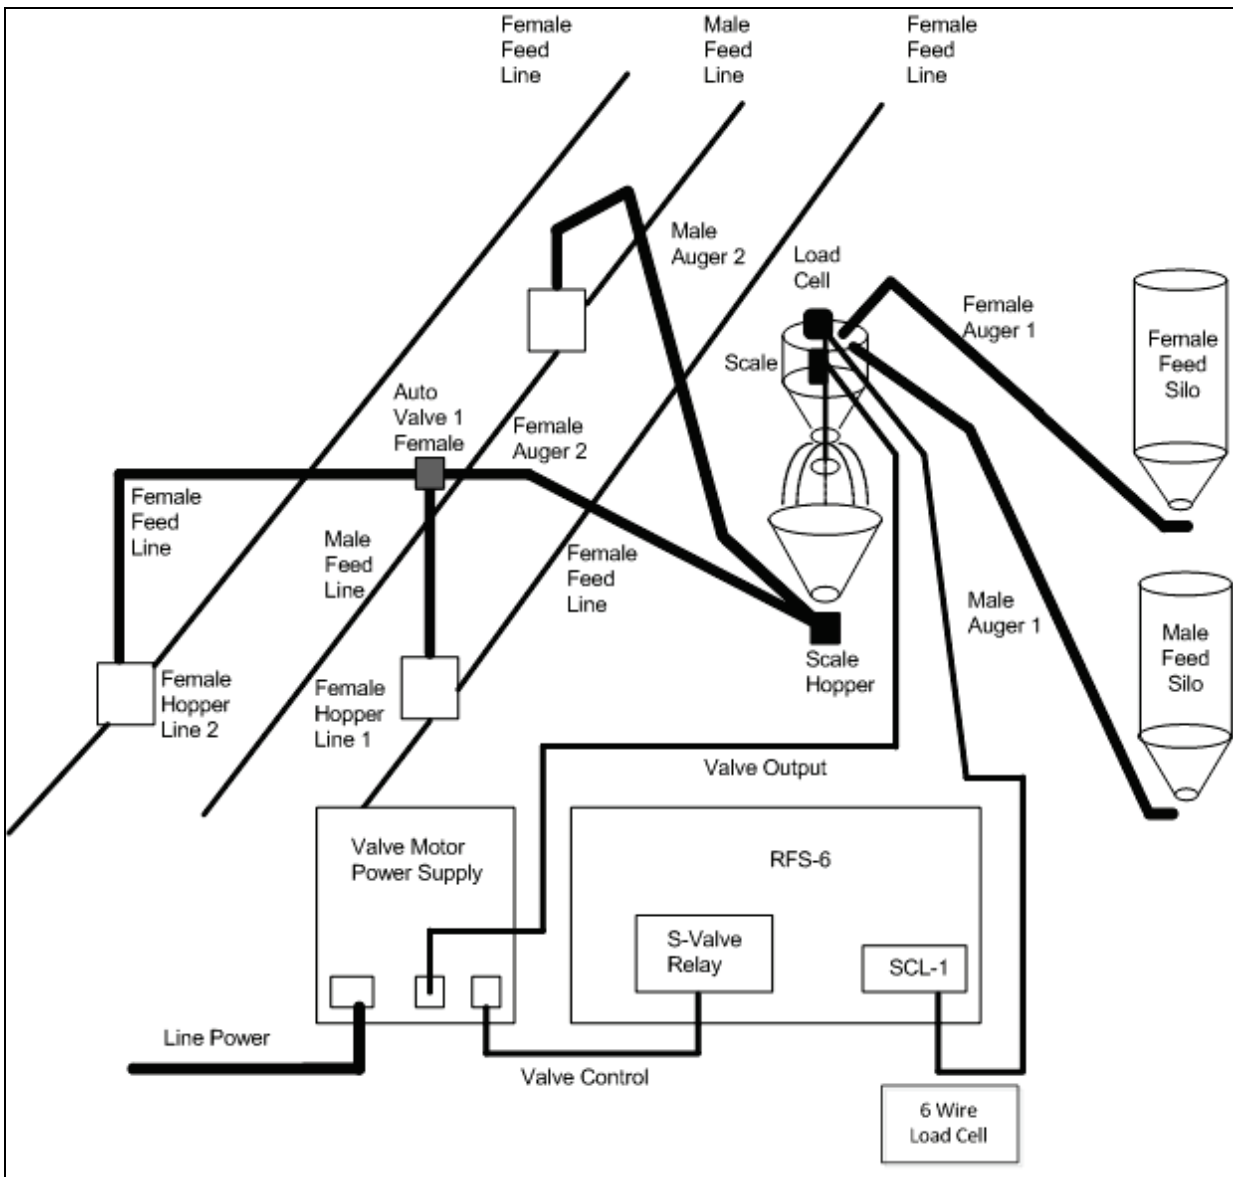 Female
Feed
Line
Male
Feed
Line
Female
Feed
Line
Male
Auger 2
Load
Cell
Female
Auger 1
Female
Feed
Silo
Scale
Auto
Valve 1
Female
Female
Auger 2
Female
Feed
Line
Male
Feed
Line
Female
Feed
Line
Male
Auger 1
Male
Feed
Silo
Scale
Hopper
Female
Hopper
Line 2
Female
Hopper
Line 1
Valve Output
Valve Motor
Power Supply
RFS-6
S-Valve
Relay
SCL-1
Line Power
Valve Control
6 Wire
Load Cell